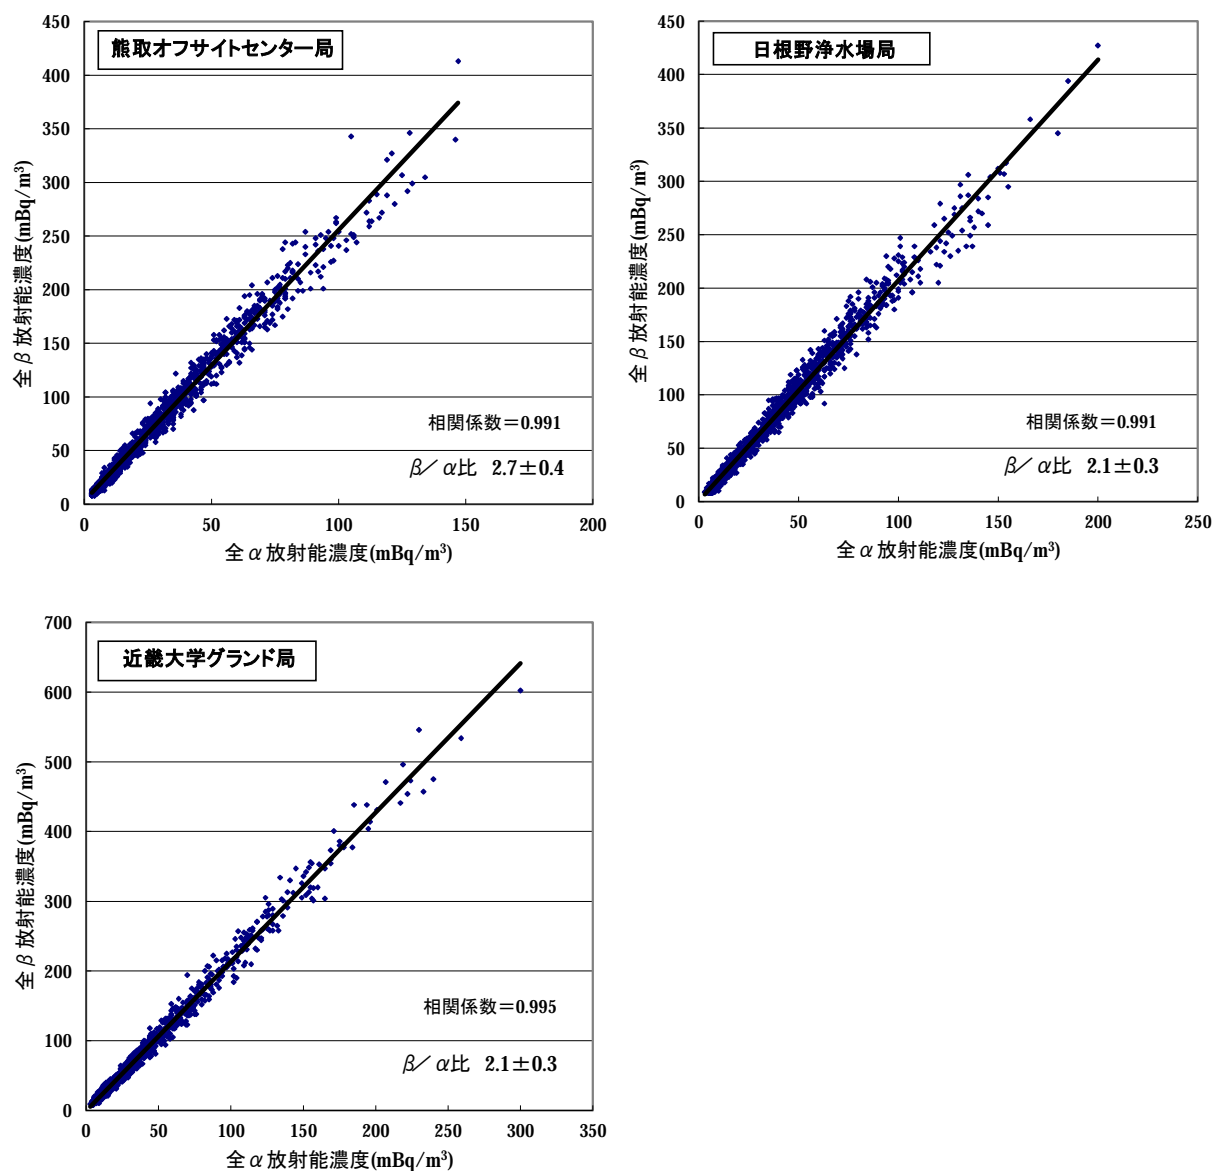 熊取オフサイトセンター局
450
400
350
300
250
200
150
100
50
0
全β放射能濃度(mBq/m³)
相関係数=0.991
β/α比 2.7±0.4
0 50 100 150 200
全α放射能濃度(mBq/m³)
日根野浄水場局
450
400
350
300
250
200
150
100
50
0
全β放射能濃度(mBq/m³)
相関係数=0.991
β/α比 2.1±0.3
0 50 100 150 200 250
全α放射能濃度(mBq/m³)
近畿大学グランド局
700
600
500
400
300
200
100
0
全β放射能濃度(mBq/m³)
相関係数=0.995
β/α比 2.1±0.3
0 50 100 150 200 250 300 350
全α放射能濃度(mBq/m³)